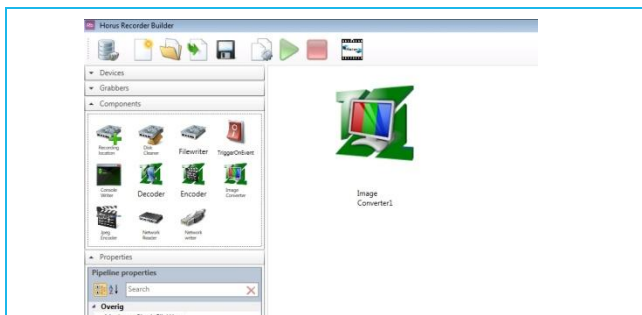 Horus Recorder Builder
Devices
Grabbers
Components
Recording location
Disk Cleaner
Filewriter
TriggerOnEvent
Console Writer
Decoder
Encoder
Image Converter
Jpeg Encoder
Network Reader
Network writer
Image
Converter1
Properties
Pipeline properties
Search
Overig